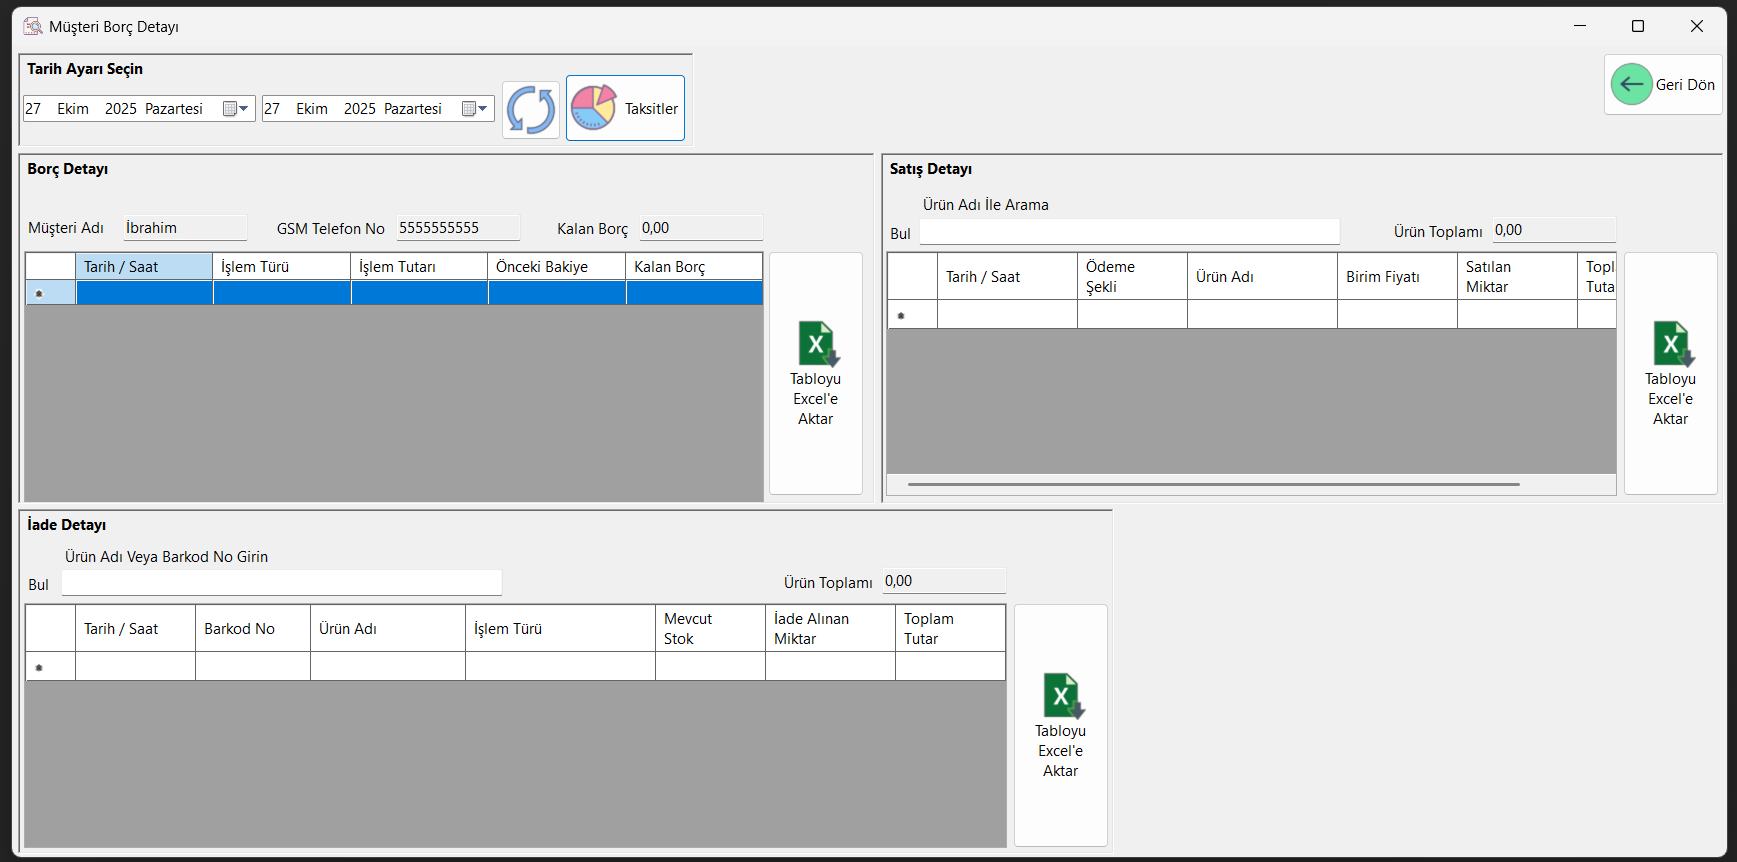 Müşteri Borç Detayı
Tarih Ayarı Seçin
27 Ekim 2025 Pazartesi
27 Ekim 2025 Pazartesi
Taksitler
Geri Dön
Borç Detayı
Müşteri Adı İbrahim GSM Telefon No 5555555555 Kalan Borç 0,00
Tarih / Saat İşlem Türü İşlem Tutarı Önceki Bakiye Kalan Borç
Tabloyu
Excel'e
Aktar
Satış Detayı
Ürün Adı İle Arama
Bul
Ürün Toplamı 0,00
Tarih / Saat Ödeme Şekli Ürün Adı Birim Fiyatı Satılan Miktar Topl Tuta
Tabloyu
Excel'e
Aktar
İade Detayı
Ürün Adı Veya Barkod No Girin
Bul
Ürün Toplamı 0,00
Tarih / Saat Barkod No Ürün Adı İşlem Türü Mevcut Stok İade Alınan Miktar Toplam Tutar
Tabloyu
Excel'e
Aktar